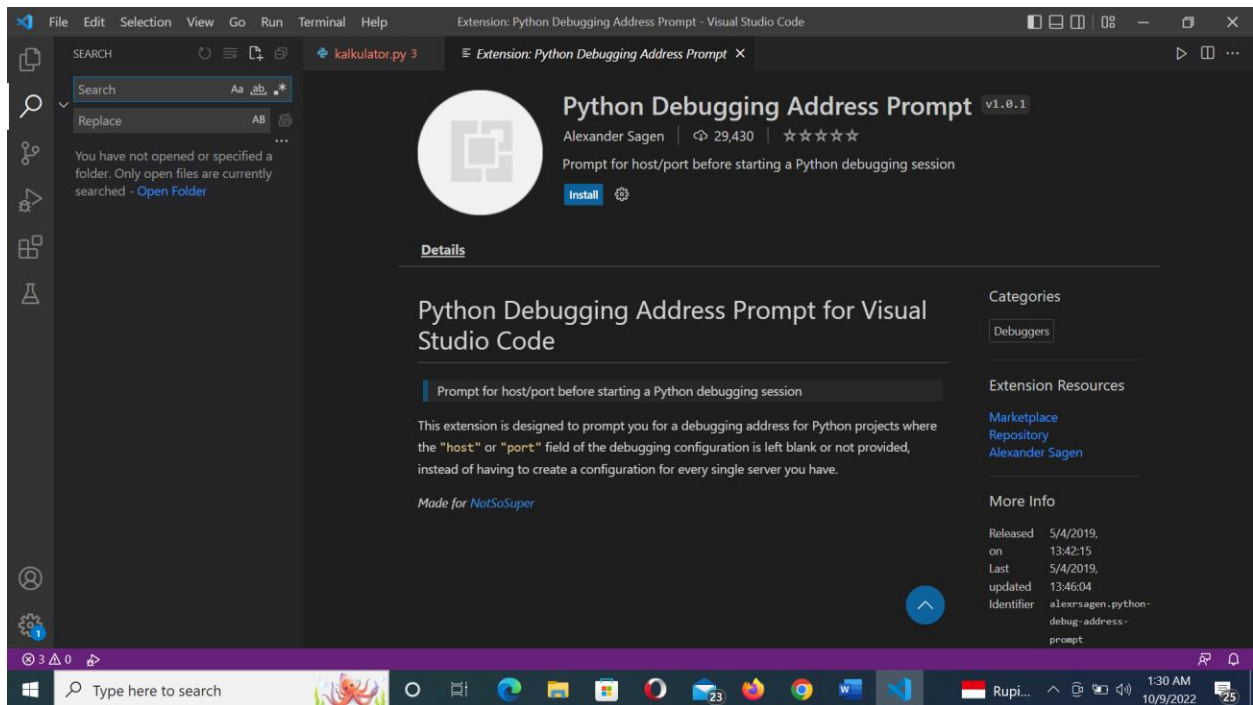 File Edit Selection View Go Run Terminal Help
Extension: Python Debugging Address Prompt - Visual Studio Code
SEARCH
kalkulator.py 3
Extension: Python Debugging Address Prompt
Search
Aa ab
Replace
AB
You have not opened or specified a
folder. Only open files are currently
searched - Open Folder
Python Debugging Address Prompt v1.0.1
Alexander Sagen 29,430
Prompt for host/port before starting a Python debugging session
Install
Details
Python Debugging Address Prompt for Visual
Studio Code
Prompt for host/port before starting a Python debugging session
This extension is designed to prompt you for a debugging address for Python projects where
the "host" or "port" field of the debugging configuration is left blank or not provided,
instead of having to create a configuration for every single server you have.
Made for NotSoSuper
Categories
Debuggers
Extension Resources
Marketplace
Repository
Alexander Sagen
More Info
Released on 5/4/2019, 13:42:15
Last updated 5/4/2019, 13:46:04
Identifier alexrsagen.python-debug-address-prompt
1
3 0
Type here to search
23
Rupi...
1:30 AM
10/9/2022
25